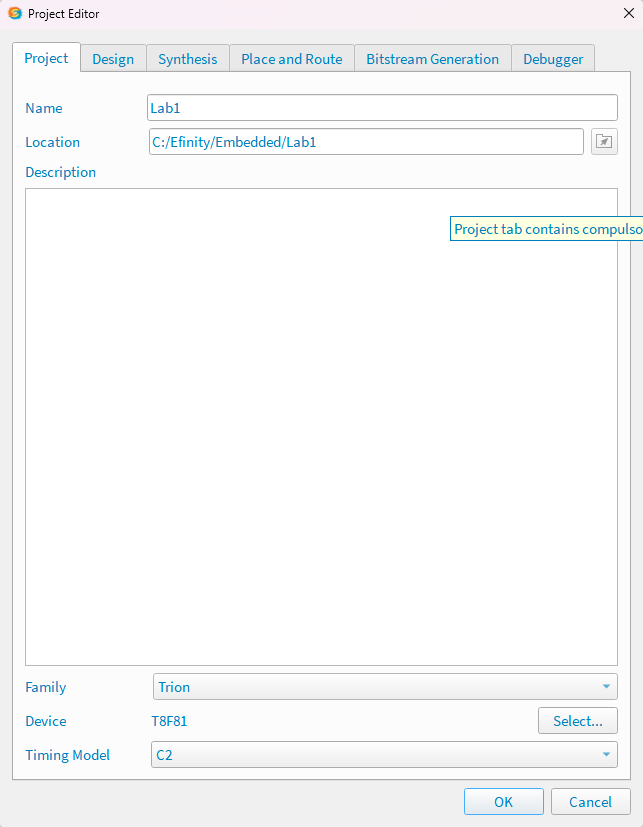 Project Editor
Project Design Synthesis Place and Route Bitstream Generation Debugger
Name Lab1
Location C:/Efinity/Embedded/Lab1
Description
Project tab contains
Family Trion
Device T8F81 Select...
Timing Model C2
OK Cancel